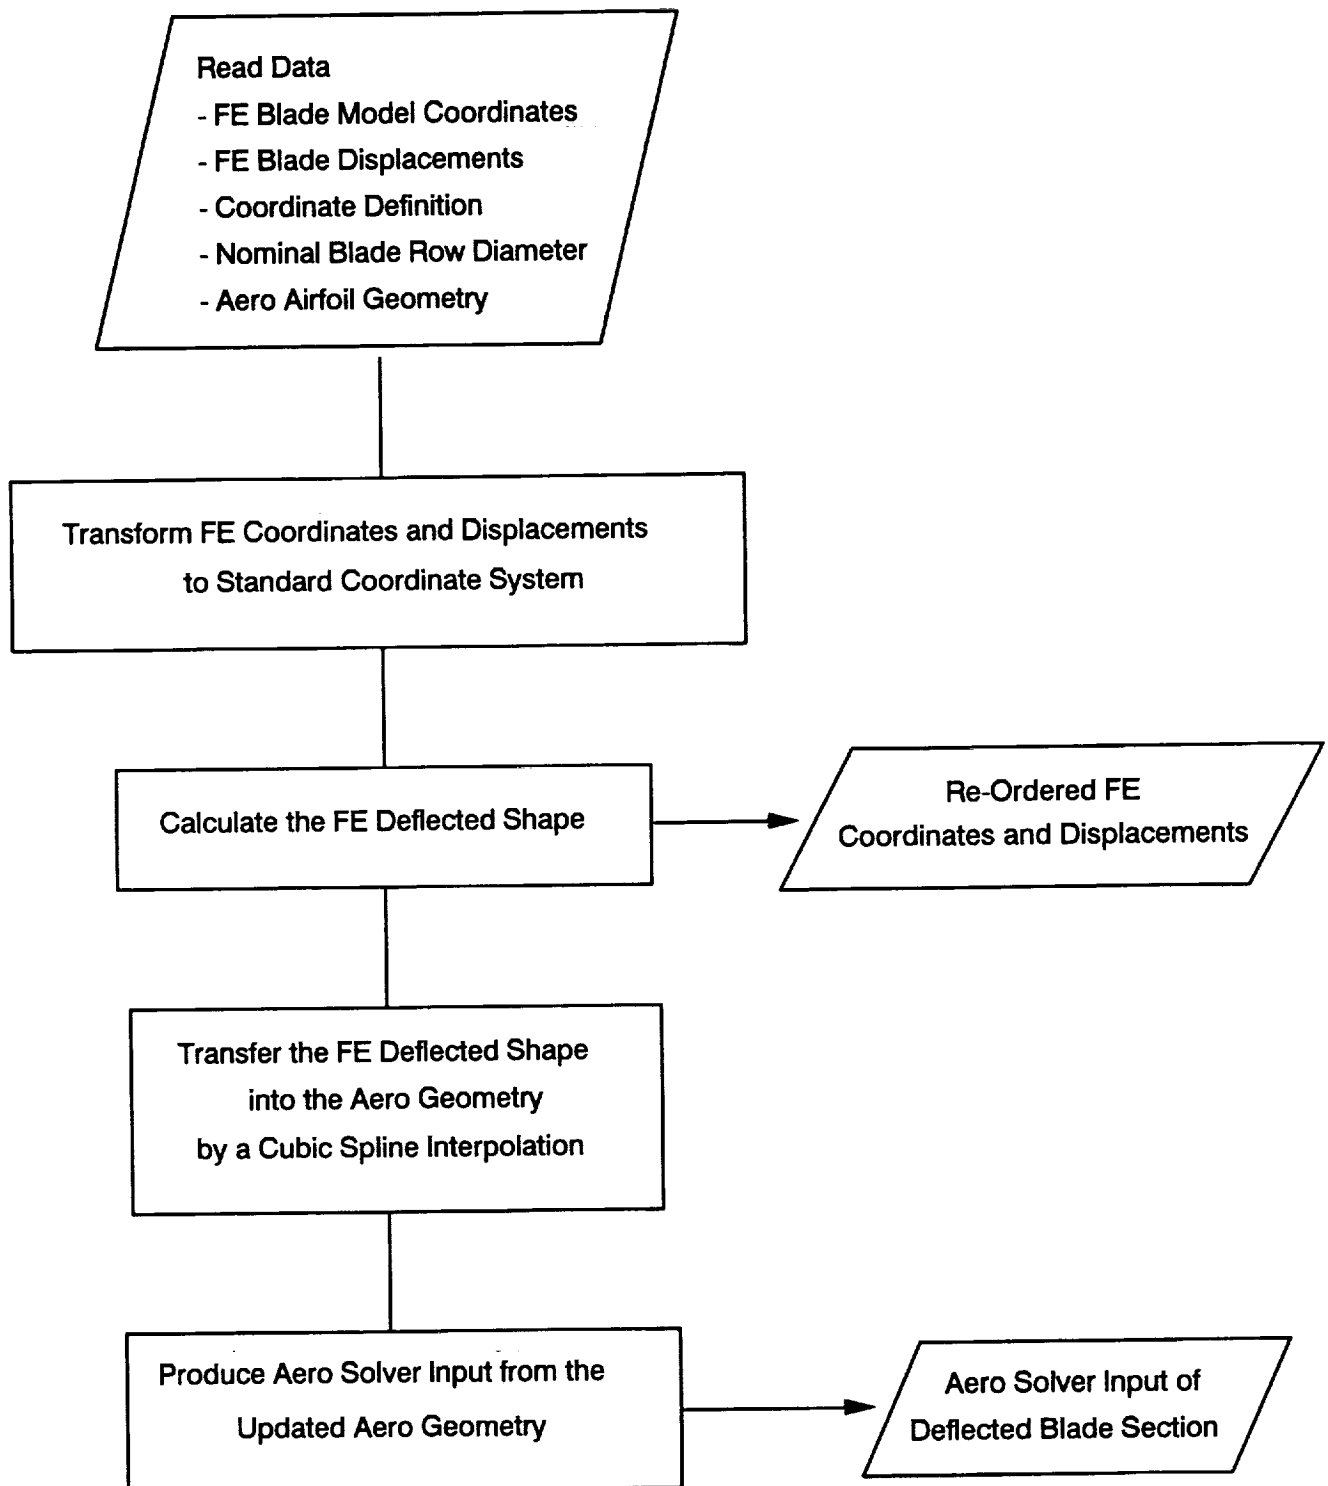 Read Data
- FE Blade Model Coordinates
- FE Blade Displacements
- Coordinate Definition
- Nominal Blade Row Diameter
- Aero Airfoil Geometry
Transform FE Coordinates and Displacements
to Standard Coordinate System
Calculate the FE Deflected Shape
Re-Ordered FE
Coordinates and Displacements
Transfer the FE Deflected Shape
into the Aero Geometry
by a Cubic Spline Interpolation
Produce Aero Solver Input from the
Updated Aero Geometry
Aero Solver Input of
Deflected Blade Section